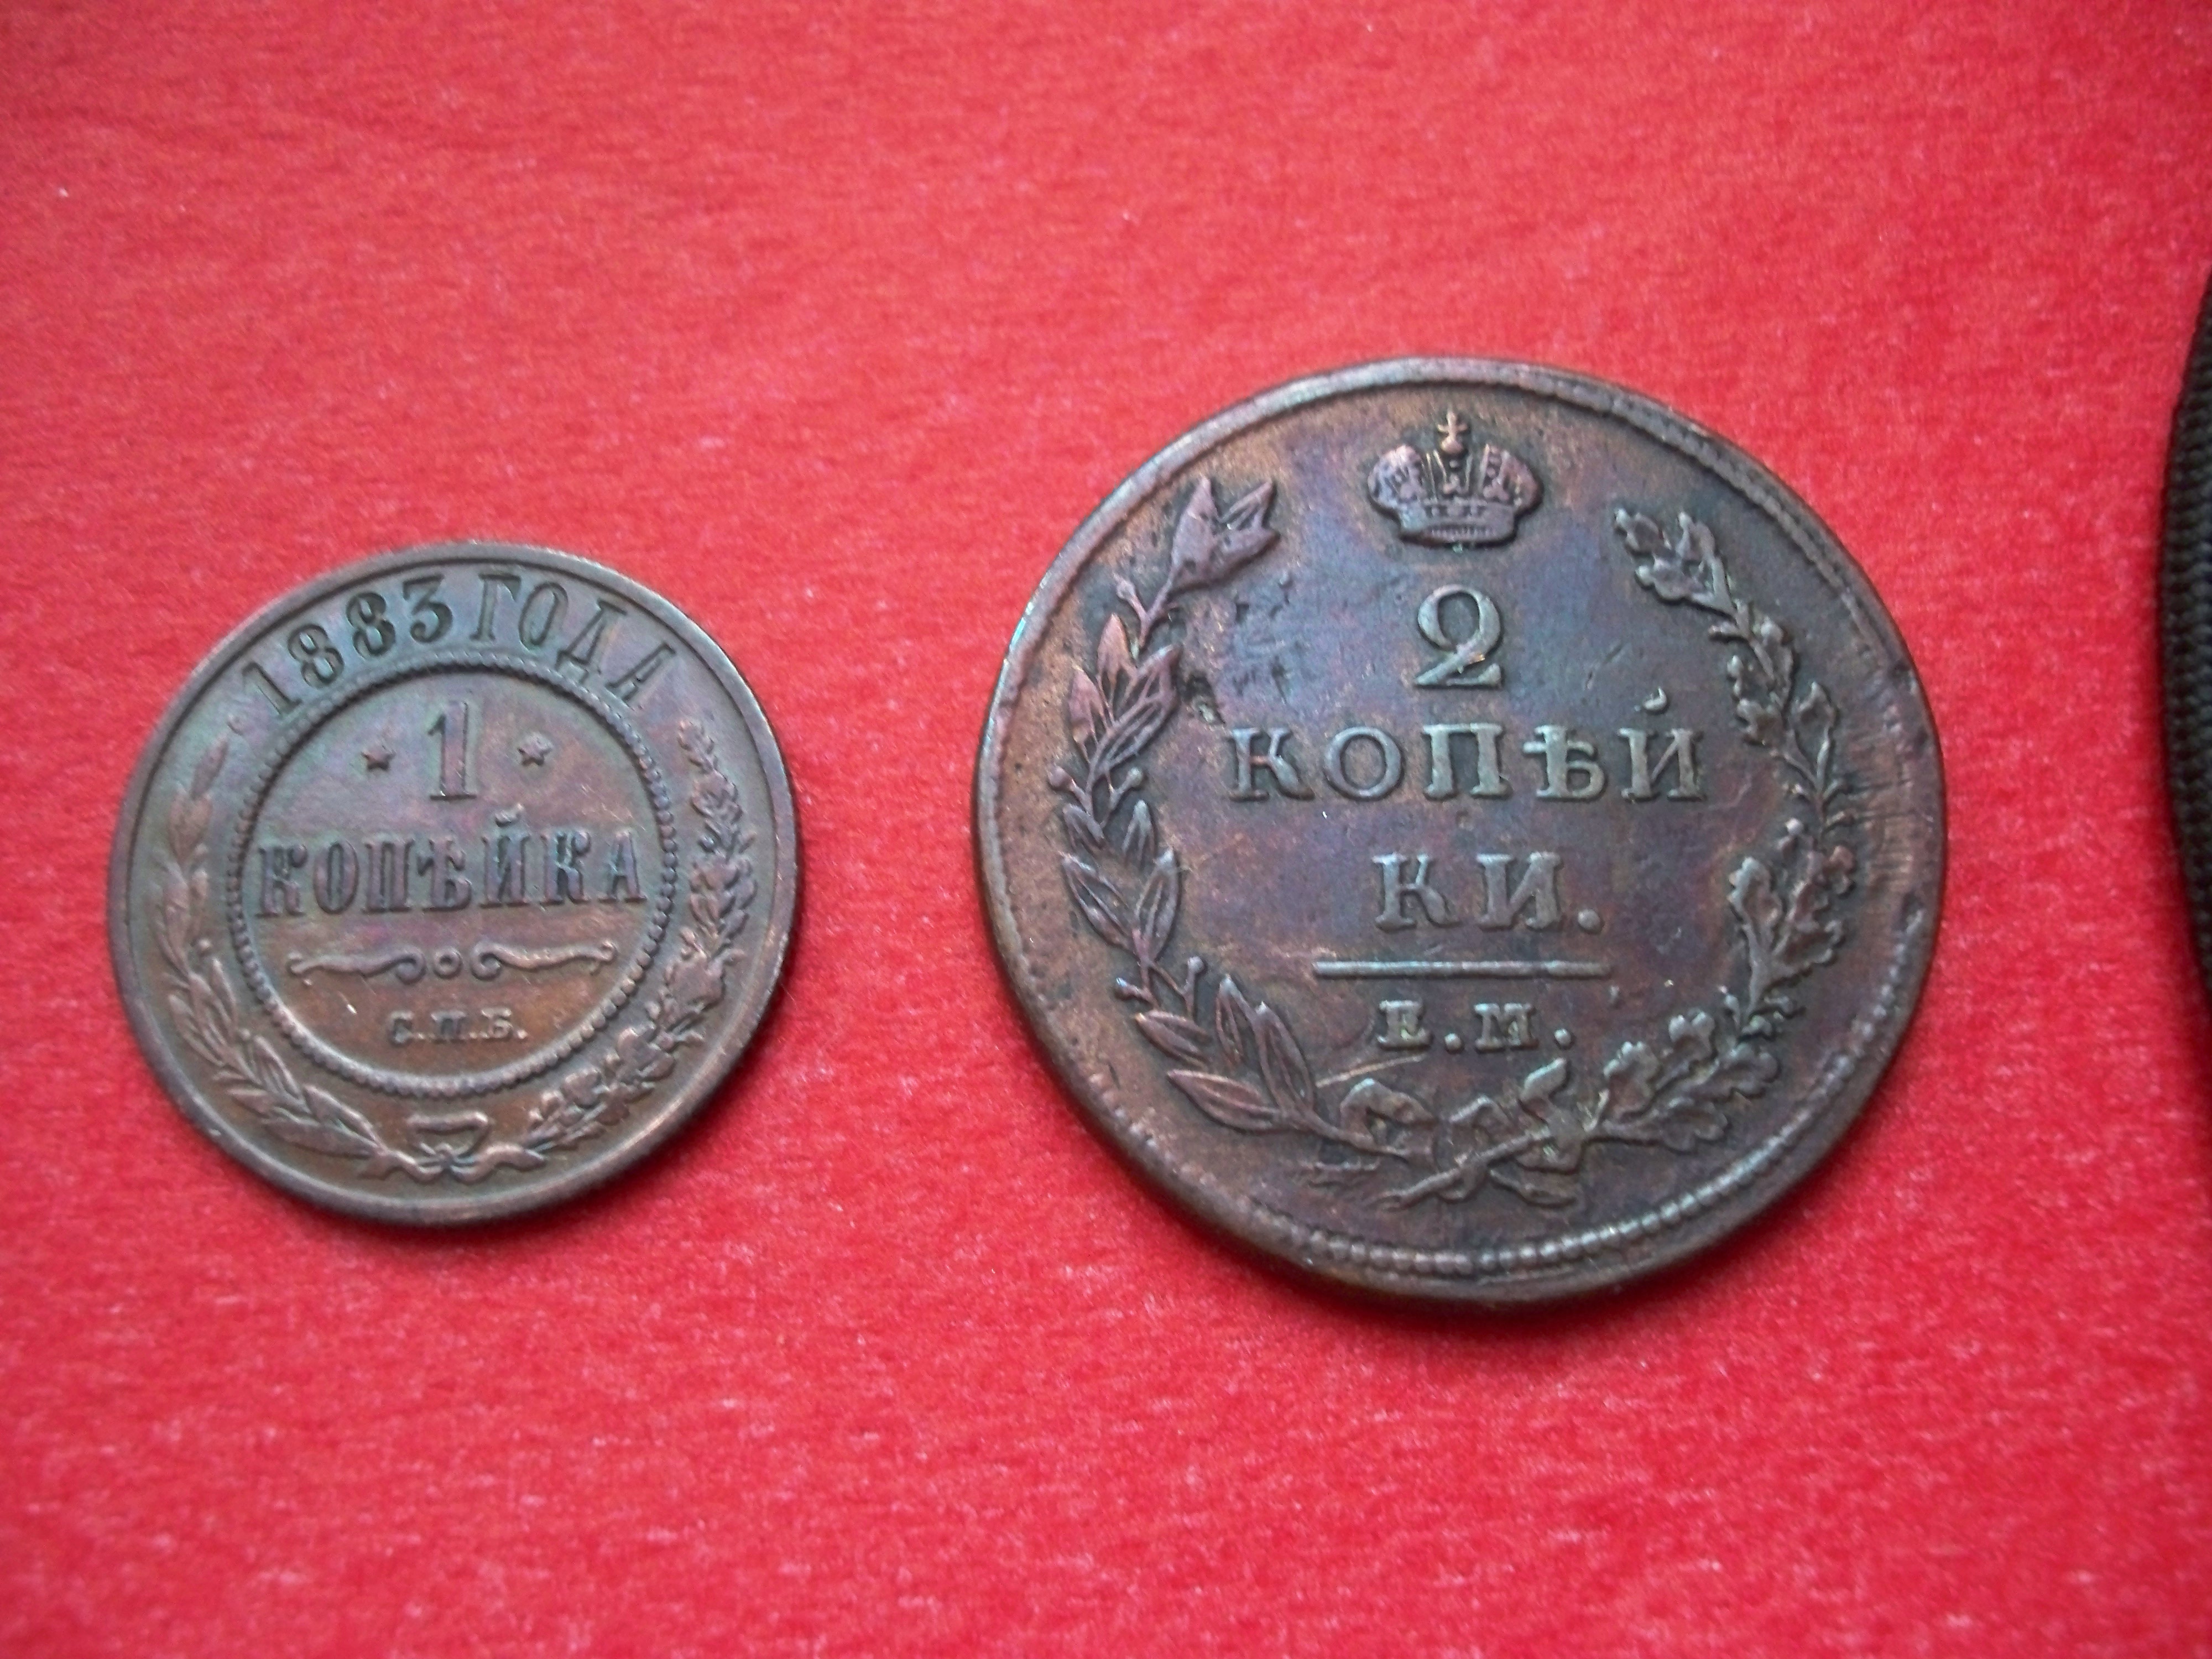 1883 ГОДА
1
КОПѢЙКА
С.П.Б.
2
КОПѢЙ
КИ.
Е.М.